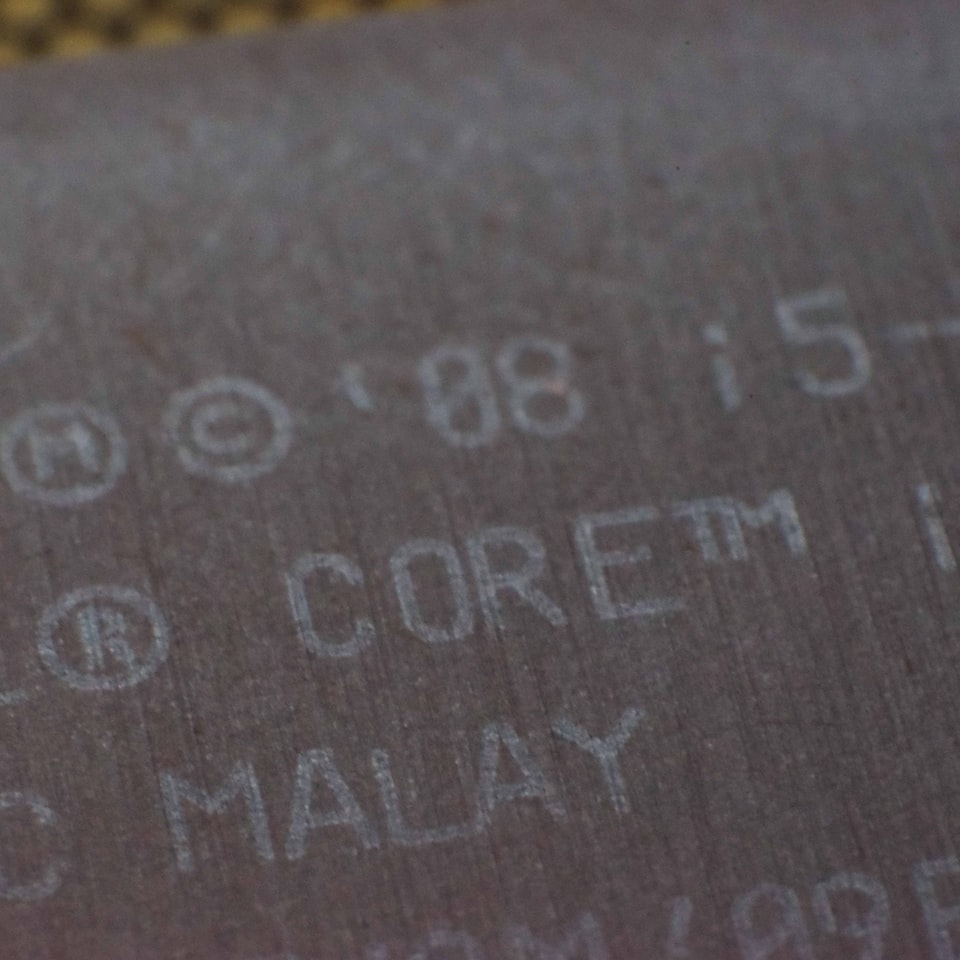 Ⓜ©'08 i5-
® CORE™ I
C MALAY